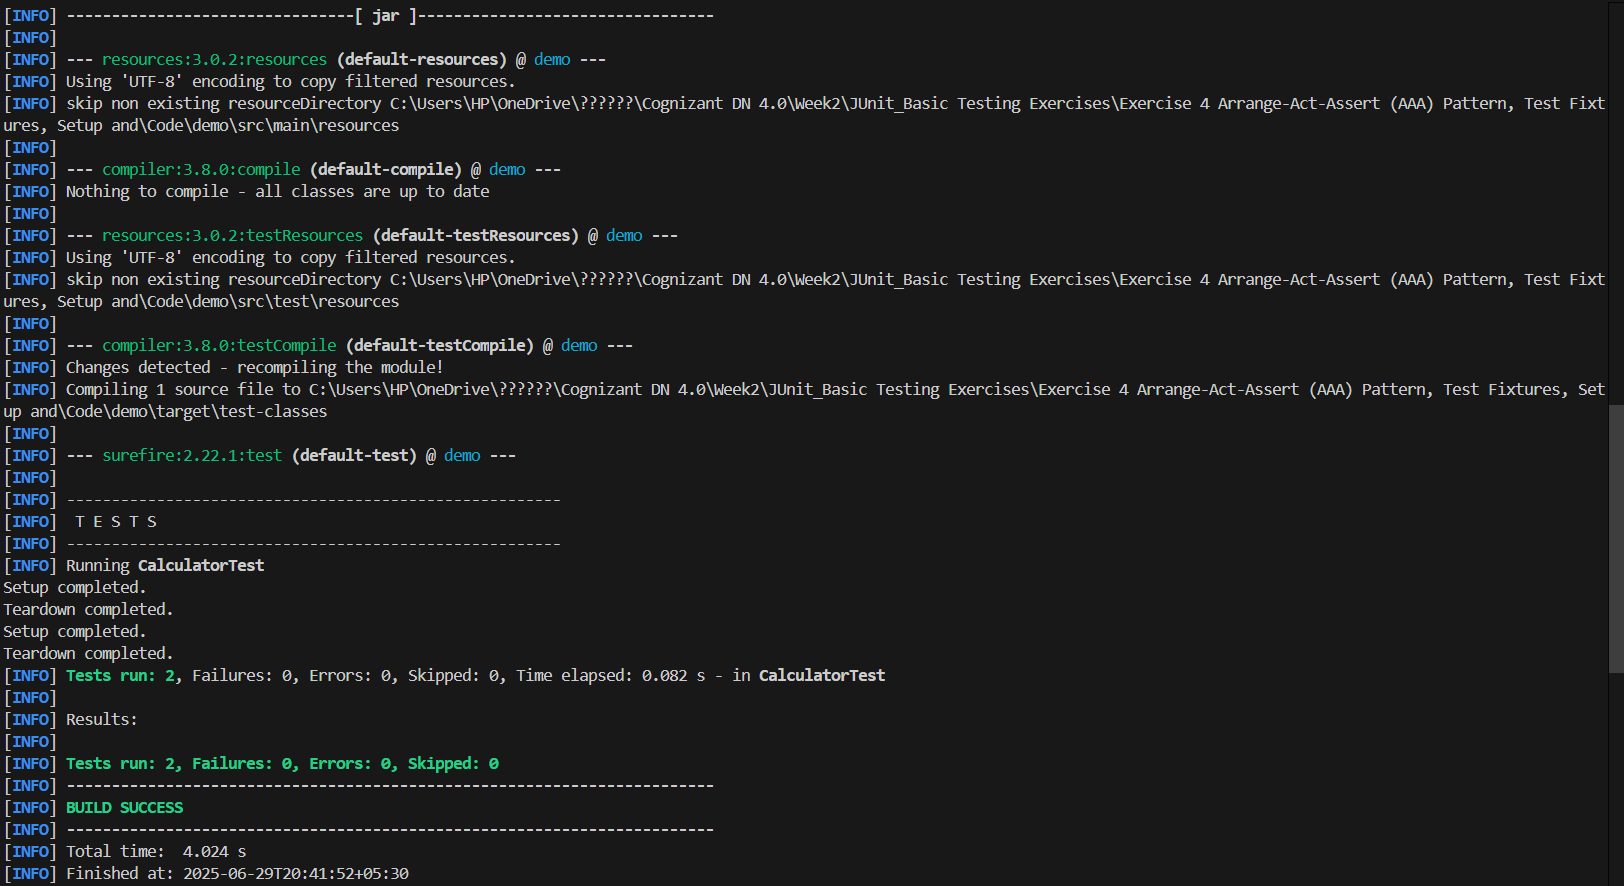 [INFO] --------------------------------[ jar ]---------------------------------
[INFO]
[INFO] --- resources:3.0.2:resources (default-resources) @ demo ---
[INFO] Using 'UTF-8' encoding to copy filtered resources.
[INFO] skip non existing resourceDirectory C:\Users\HP\OneDrive\??????\Cognizant DN 4.0\Week2\JUnit_Basic Testing Exercises\Exercise 4 Arrange-Act-Assert (AAA) Pattern, Test Fixt
ures, Setup and\Code\demo\src\main\resources
[INFO]
[INFO] --- compiler:3.8.0:compile (default-compile) @ demo ---
[INFO] Nothing to compile - all classes are up to date
[INFO]
[INFO] --- resources:3.0.2:testResources (default-testResources) @ demo ---
[INFO] Using 'UTF-8' encoding to copy filtered resources.
[INFO] skip non existing resourceDirectory C:\Users\HP\OneDrive\??????\Cognizant DN 4.0\Week2\JUnit_Basic Testing Exercises\Exercise 4 Arrange-Act-Assert (AAA) Pattern, Test Fixt
ures, Setup and\Code\demo\src\test\resources
[INFO]
[INFO] --- compiler:3.8.0:testCompile (default-testCompile) @ demo ---
[INFO] Changes detected - recompiling the module!
[INFO] Compiling 1 source file to C:\Users\HP\OneDrive\??????\Cognizant DN 4.0\Week2\JUnit_Basic Testing Exercises\Exercise 4 Arrange-Act-Assert (AAA) Pattern, Test Fixtures, Set
up and\Code\demo\target\test-classes
[INFO]
[INFO] --- surefire:2.22.1:test (default-test) @ demo ---
[INFO]
[INFO] -------------------------------------------------------
[INFO]  T E S T S
[INFO] -------------------------------------------------------
[INFO] Running CalculatorTest
Setup completed.
Teardown completed.
Setup completed.
Teardown completed.
[INFO] Tests run: 2, Failures: 0, Errors: 0, Skipped: 0, Time elapsed: 0.082 s - in CalculatorTest
[INFO]
[INFO] Results:
[INFO]
[INFO] Tests run: 2, Failures: 0, Errors: 0, Skipped: 0
[INFO] ------------------------------------------------------------------------
[INFO] BUILD SUCCESS
[INFO] ------------------------------------------------------------------------
[INFO] Total time:  4.024 s
[INFO] Finished at: 2025-06-29T20:41:52+05:30